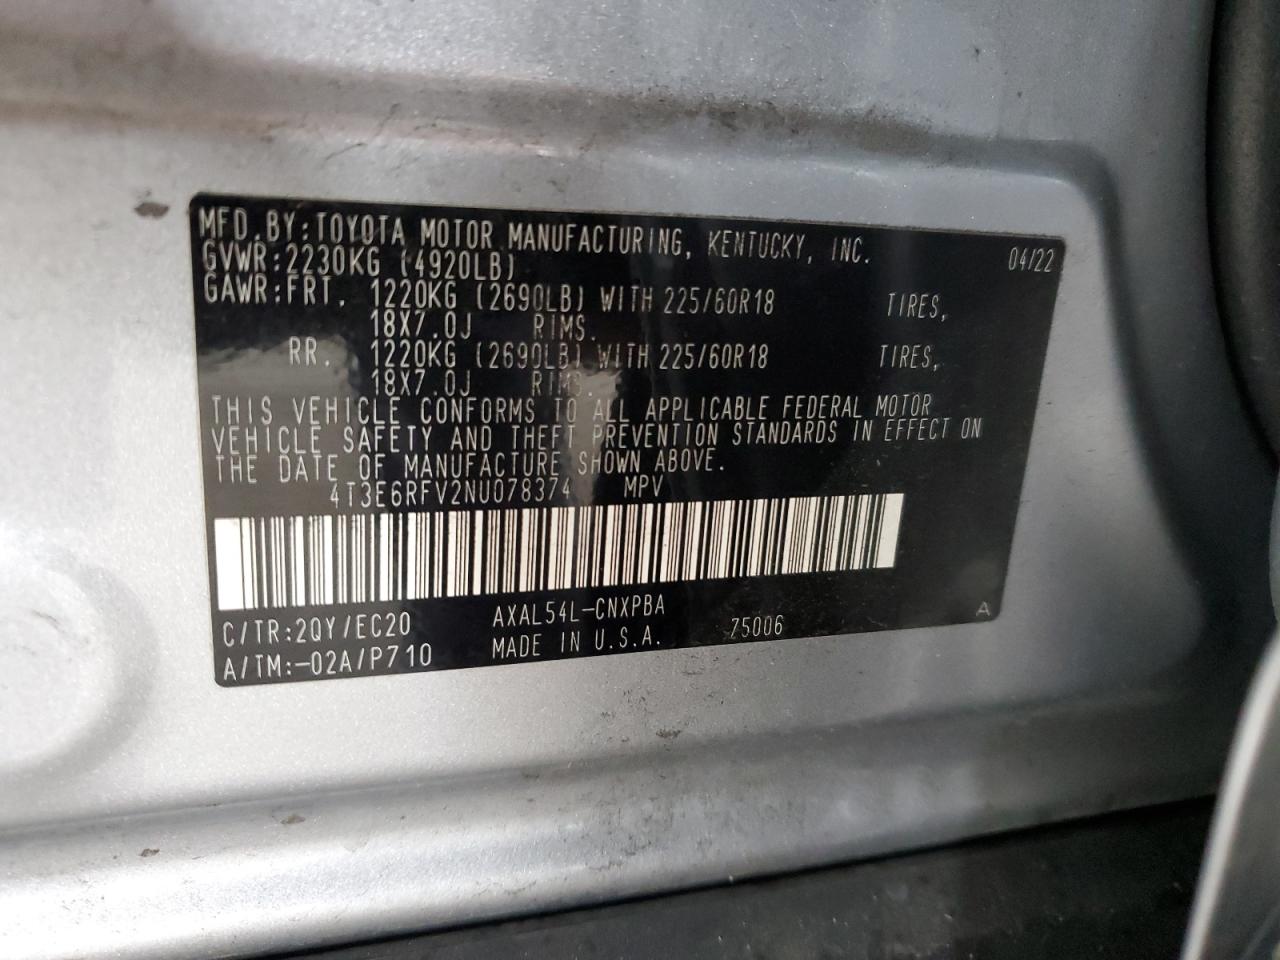 MFD.BY:TOYOTA MOTOR MANUFACTURING, KENTUCKY, INC. 04/22
GVWR:2230KG (4920LB)
GAWR:FRT. 1220KG (2690LB) WITH 225/60R18 TIRES,
18X7.0J RIMS.
RR. 1220KG (2690LB) WITH 225/60R18 TIRES,
18X7.0J RIMS.
THIS VEHICLE CONFORMS TO ALL APPLICABLE FEDERAL MOTOR
VEHICLE SAFETY AND THEFT PREVENTION STANDARDS IN EFFECT ON
THE DATE OF MANUFACTURE SHOWN ABOVE.
4T3E6RFV2NU078374 MPV
C/TR:2QY/EC20 AXAL54L-CNXPBA A
A/TM:-02A/P710 MADE IN U.S.A. Z5006